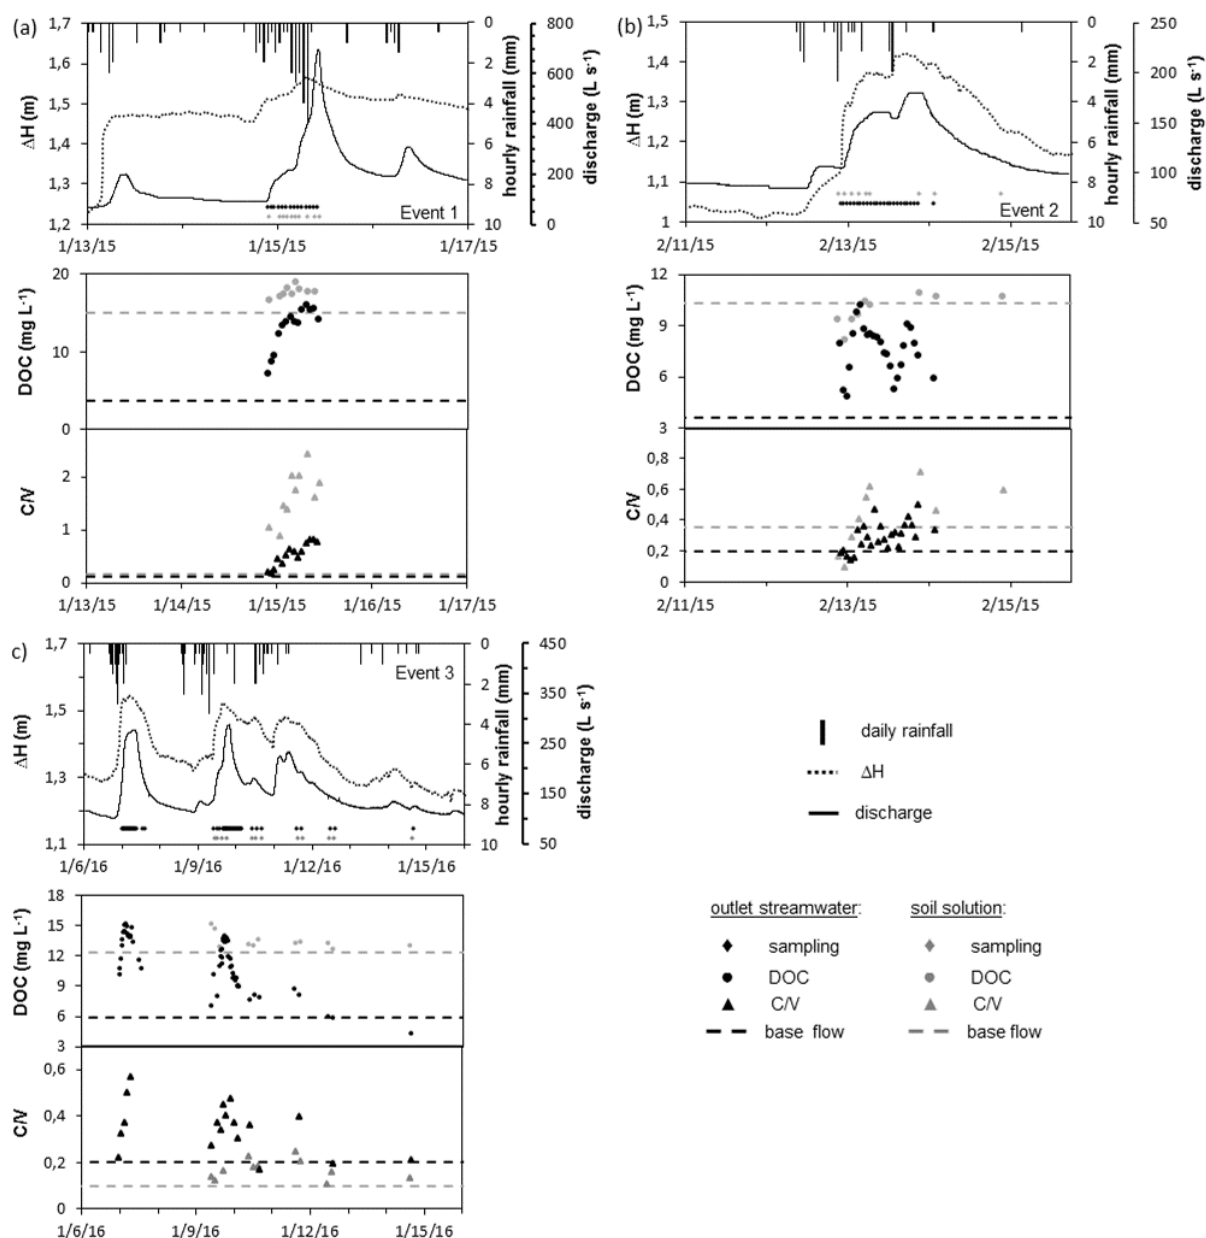 (a)
1,7
1,6
1,5
1,4
1,3
1,2
ΔH (m)
0
2
4
6
8
10
hourly rainfall (mm)
800
600
400
200
0
discharge (L s⁻¹)
Event 1
1/13/15
1/15/15
1/17/15
20
10
0
DOC (mg L⁻¹)
2
1
0
C/V
1/13/15
1/14/15
1/15/15
1/16/15
1/17/15
(b)
1,5
1,4
1,3
1,2
1,1
1
ΔH (m)
0
2
4
6
8
10
hourly rainfall (mm)
250
200
150
100
50
discharge (L s⁻¹)
Event 2
2/11/15
2/13/15
2/15/15
12
9
6
3
DOC (mg L⁻¹)
0,8
0,6
0,4
0,2
0
C/V
2/11/15
2/13/15
2/15/15
c)
1,7
1,5
1,3
1,1
ΔH (m)
0
2
4
6
8
10
hourly rainfall (mm)
450
350
250
150
50
discharge (L s⁻¹)
Event 3
1/6/16
1/9/16
1/12/16
1/15/16
18
15
12
9
6
3
DOC (mg L⁻¹)
0,6
0,4
0,2
0
C/V
1/6/16
1/9/16
1/12/16
1/15/16
daily rainfall
ΔH
discharge
outlet streamwater:
sampling
DOC
C/V
base flow
soil solution:
sampling
DOC
C/V
base flow